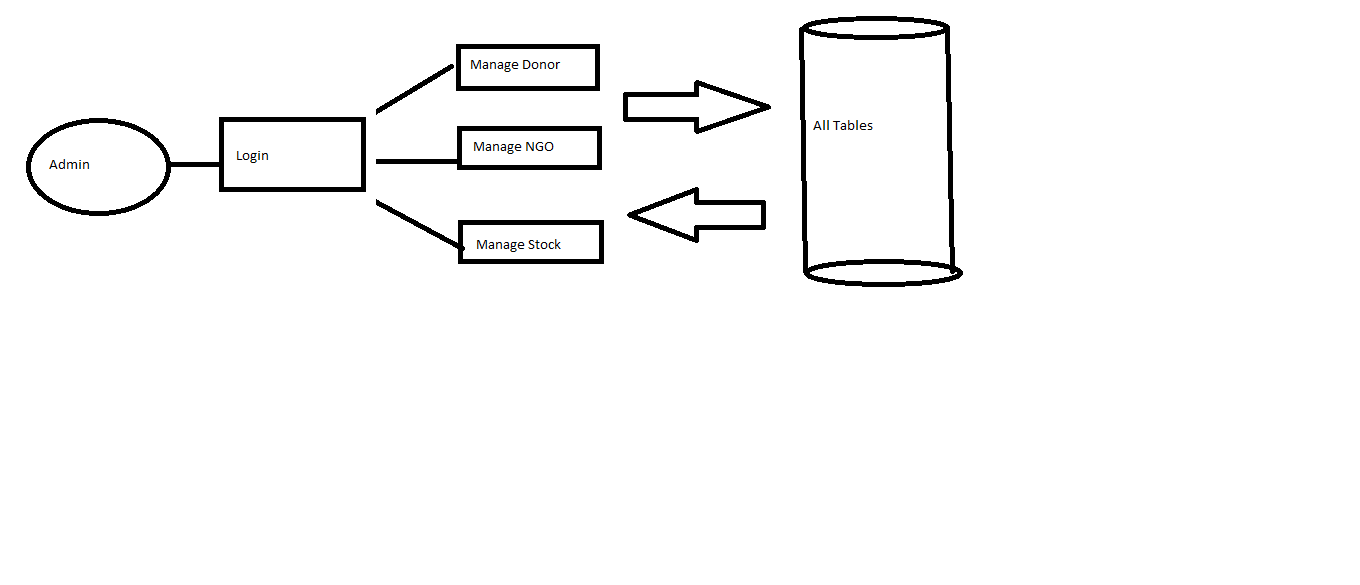 Admin
Login
Manage Donor
Manage NGO
Manage Stock
All Tables